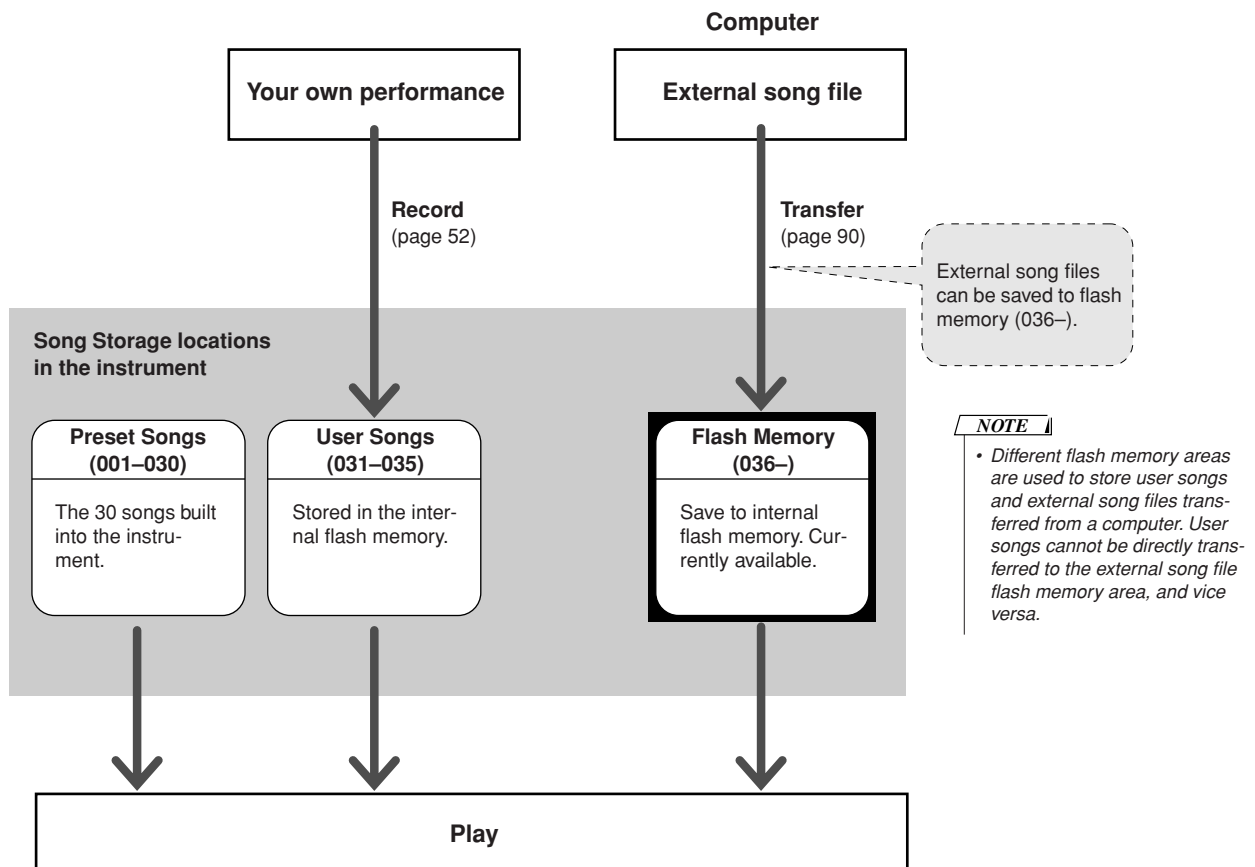 Computer
Your own performance
External song file
Record
(page 52)
Transfer
(page 90)
External song files
can be saved to flash
memory (036–).
Song Storage locations
in the instrument
Preset Songs
(001–030)
The 30 songs built
into the instru-
ment.
User Songs
(031–035)
Stored in the inter-
nal flash memory.
Flash Memory
(036–)
Save to internal
flash memory. Cur-
rently available.
NOTE
• Different flash memory areas
are used to store user songs
and external song files trans-
ferred from a computer. User
songs cannot be directly trans-
ferred to the external song file
flash memory area, and vice
versa.
Play